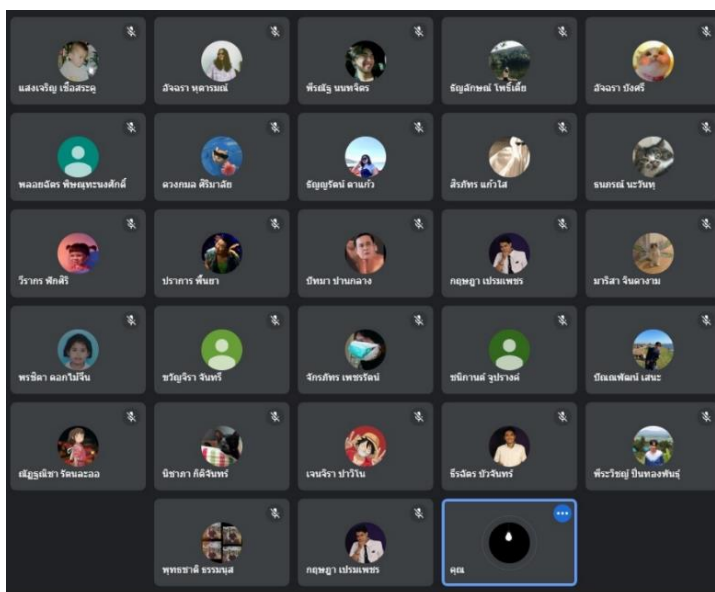 แสงเจริญ เชื้อสระคู
อัจฉรา หุดารมณ์
พีรณัฐ นนทจิตร
ธัญลักษณ์ โพธิ์เตี้ย
อัจฉรา บังศรี
พลอยฉัตร พิษณุทะนงศักดิ์
ดวงกมล ศิริมาลัย
ธัญญรัตน์ ตาแก้ว
สิรภัทร แก้วใส
ธนภรณ์ นะวันทุ
วีรากร ฟักศิริ
ปราการ พื้นยา
ปัทมา ปานกลาง
กฤษฎา เปรมเพชร
มาริสา จินดางาม
พรชิตา ดอกไม้จีน
ขวัญจิรา จันทรี
จักรภัทร เพชรรัตน์
ชนิกานต์ จูปรางค์
ปัณณพัฒน์ เสนะ
ณัฏฐณิชา รัตนละออ
นิชาภา กิติจันทร์
เจนจิรา ปาวิโน
ธีรฉัตร บัวจันทร์
พีระวิชญ์ ปิ่นทองพันธุ์
พุทธชาติ ธรรมนุส
กฤษฎา เปรมเพชร
คุณ